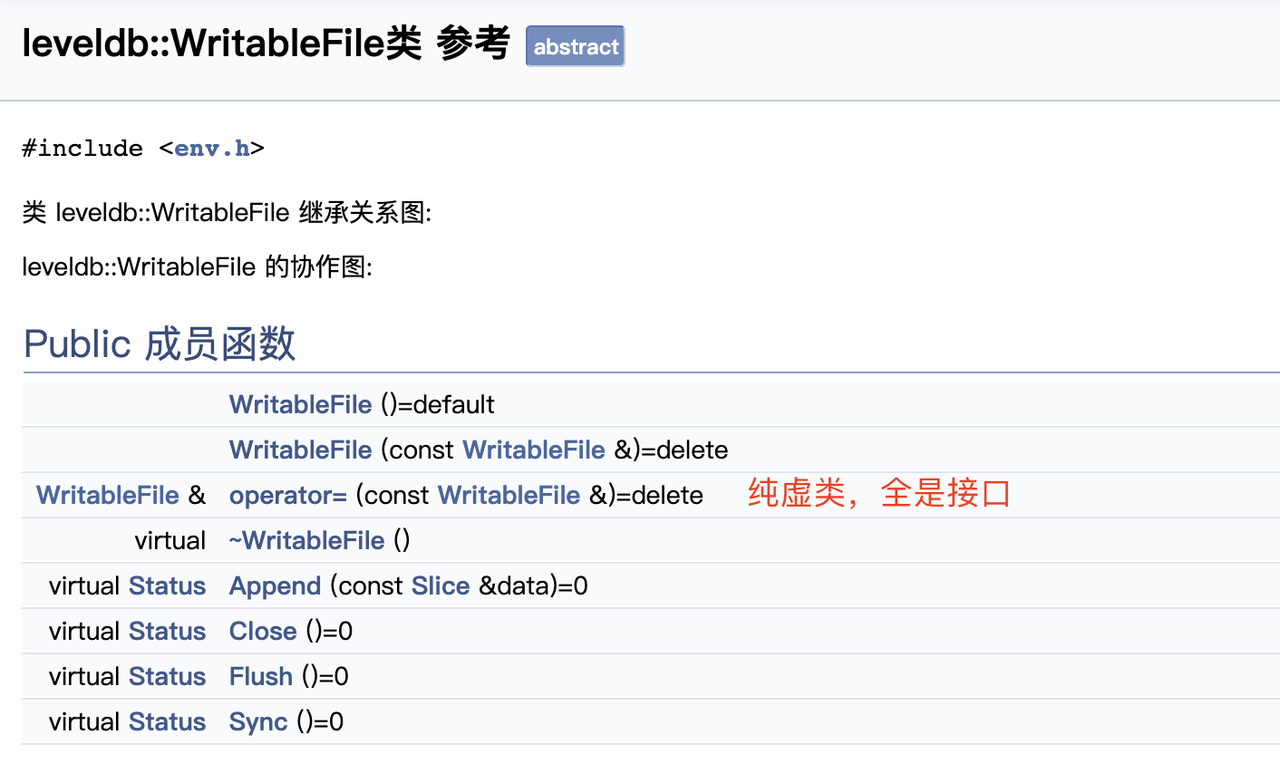 leveldb::WritableFile类 参考 abstract
#include <env.h>
类 leveldb::WritableFile 继承关系图:
leveldb::WritableFile 的协作图:
Public 成员函数
WritableFile ()=default
WritableFile (const WritableFile &)=delete
WritableFile & operator= (const WritableFile &)=delete 纯虚类，全是接口
virtual ~WritableFile ()
virtual Status Append (const Slice &data)=0
virtual Status Close ()=0
virtual Status Flush ()=0
virtual Status Sync ()=0